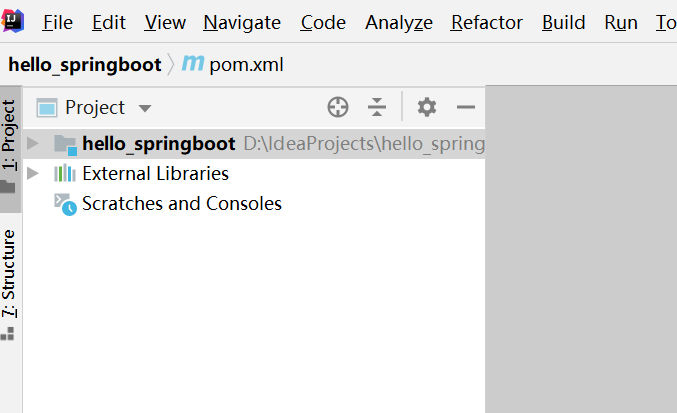 File Edit View Navigate Code Analyze Refactor Build Run To
hello_springboot pom.xml
1: Project
Project
hello_springboot D:\IdeaProjects\hello_spring
External Libraries
Scratches and Consoles
7: Structure